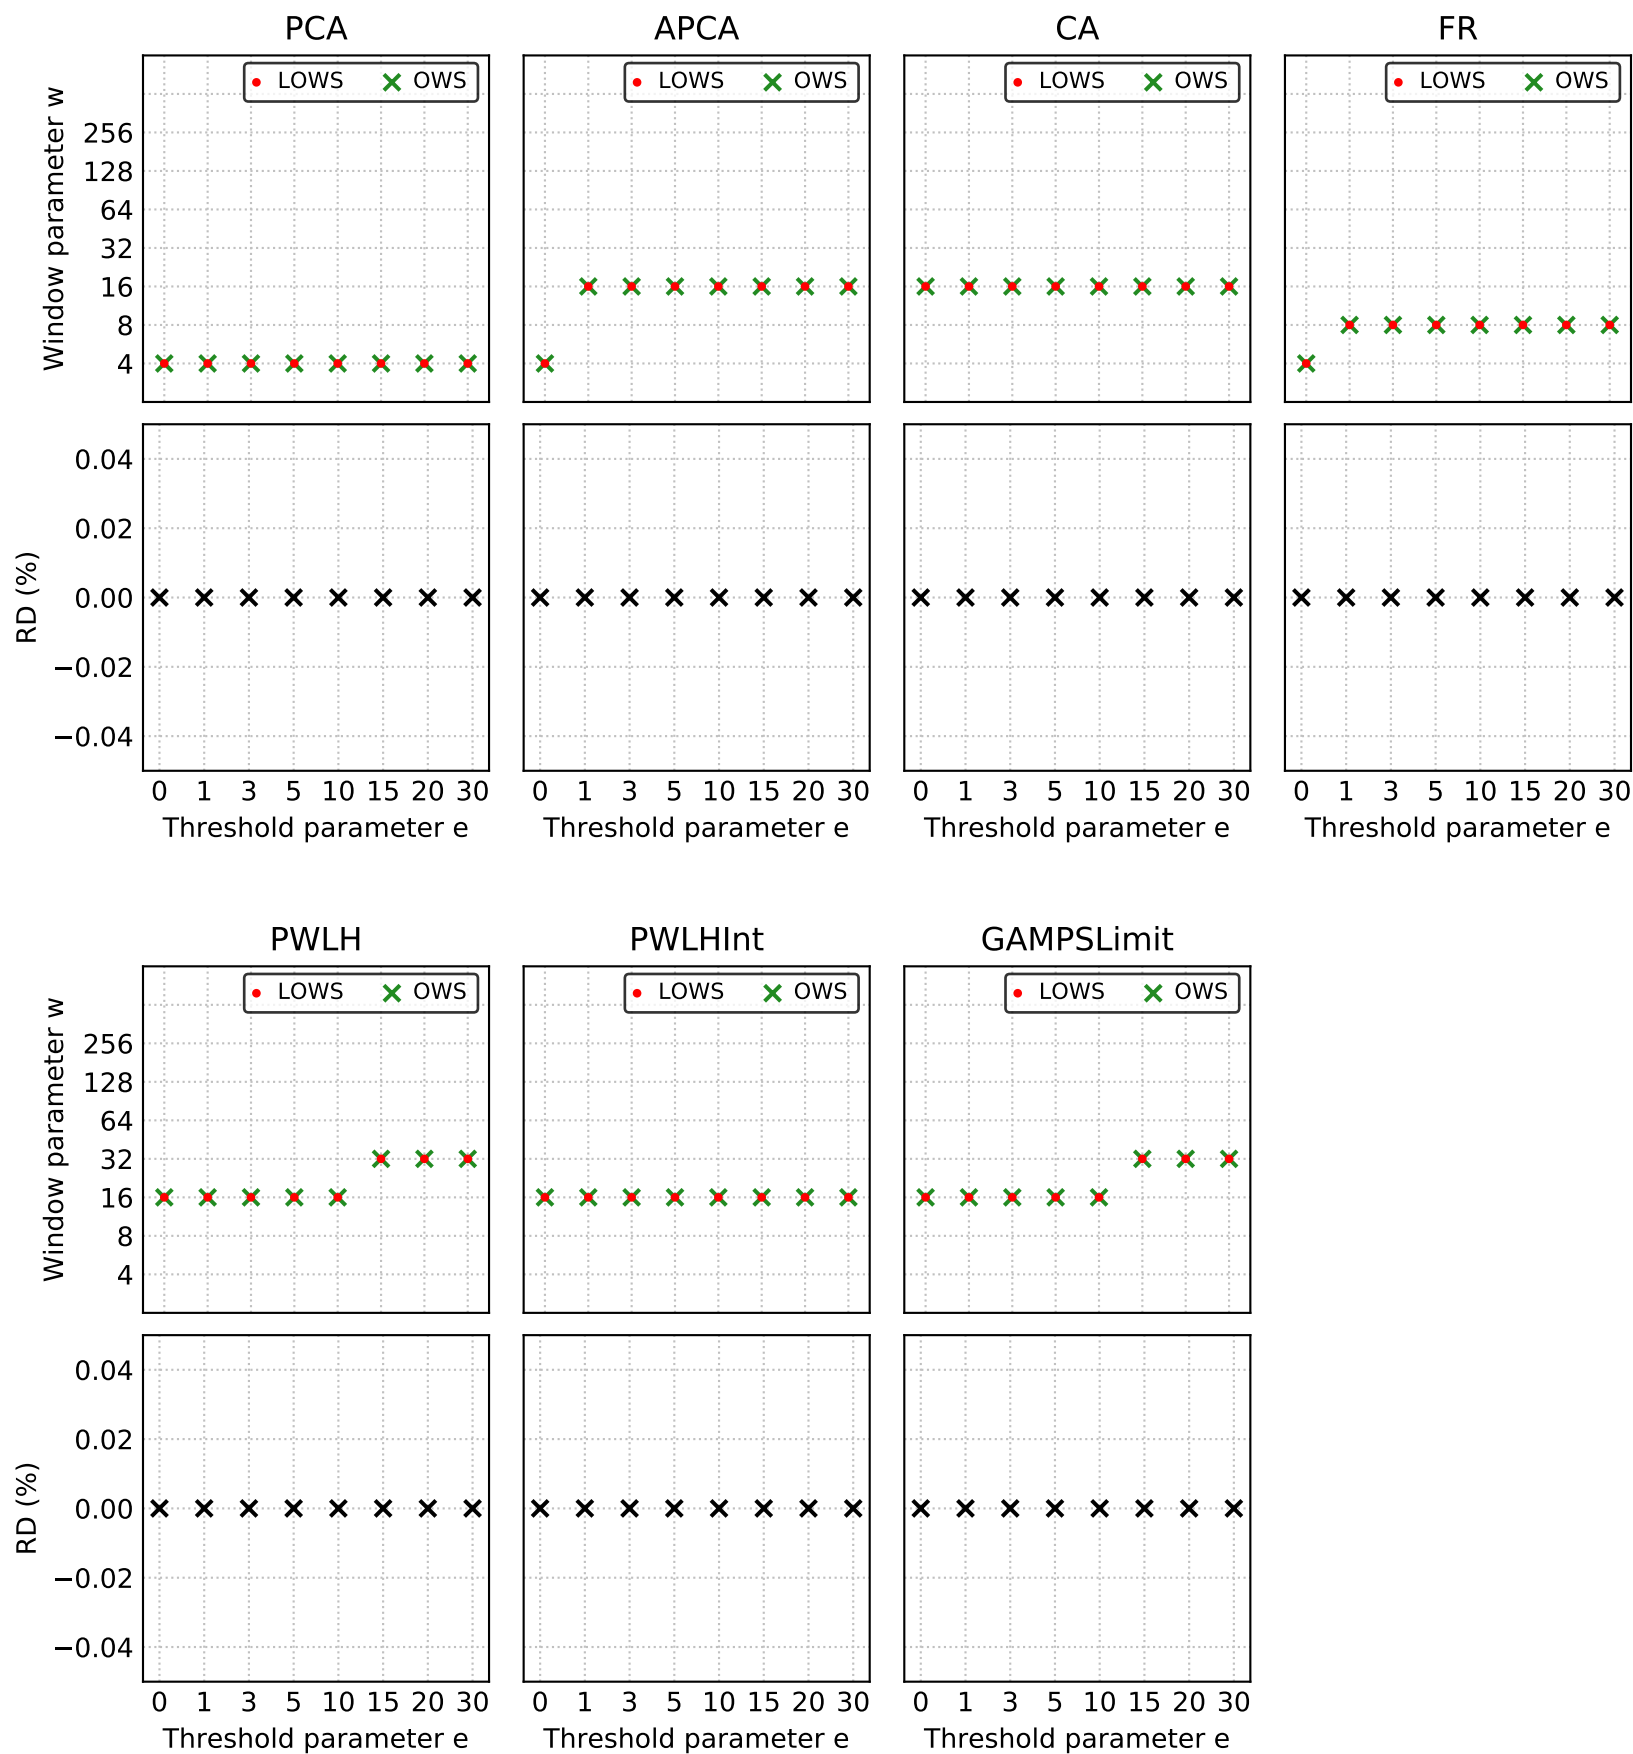 PCA APCA CA FR
LOWS OWS LOWS OWS LOWS OWS LOWS OWS
Window parameter w
256
128
64
32
16
8
4
RD (%)
0.04
0.02
0.00
−0.02
−0.04
0 1 3 5 10 15 20 30 0 1 3 5 10 15 20 30 0 1 3 5 10 15 20 30 0 1 3 5 10 15 20 30
Threshold parameter e Threshold parameter e Threshold parameter e Threshold parameter e
PWLH PWLHInt GAMPSLimit
LOWS OWS LOWS OWS LOWS OWS
Window parameter w
256
128
64
32
16
8
4
RD (%)
0.04
0.02
0.00
−0.02
−0.04
0 1 3 5 10 15 20 30 0 1 3 5 10 15 20 30 0 1 3 5 10 15 20 30
Threshold parameter e Threshold parameter e Threshold parameter e